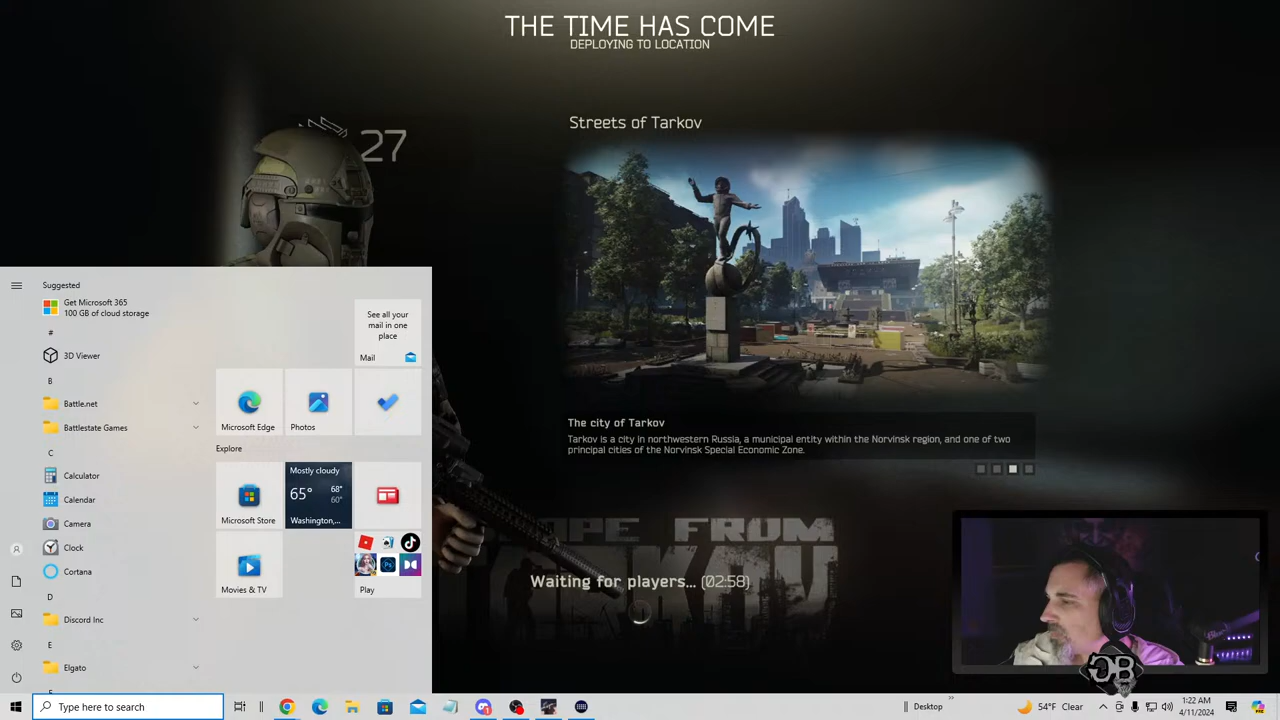 THE TIME HAS COME
DEPLOYING TO LOCATION
27
Streets of Tarkov
The city of Tarkov
Tarkov is a city in northwestern Russia, a municipal entity within the Norvinsk region, and one of two
principal cities of the Norvinsk Special Economic Zone.
Waiting for players... (02:58)
Suggested
Get Microsoft 365
100 GB of cloud storage
#
3D Viewer
B
Battle.net
Battlestate Games
C
Calculator
Calendar
Camera
Clock
Cortana
D
Discord Inc
E
Elgato
See all your
mail in one
place
Mail
Microsoft Edge
Photos
Explore
Microsoft Store
Mostly cloudy
65° 68°
60°
Washington,...
Movies & TV
Play
Type here to search
Desktop
54°F Clear
1:22 AM
4/11/2024